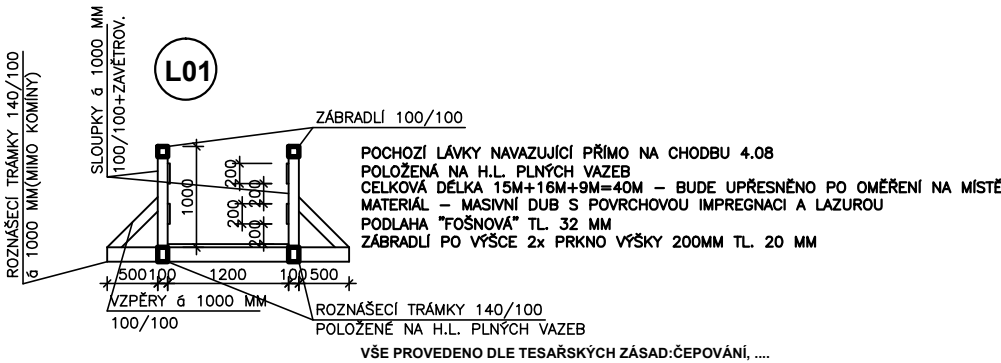 ROZNÁŠECÍ TRÁMKY 140/100
á 1000 MM(MIMO KOMÍNY)
SLOUPKY á 1000 MM
100/100+ZAVĚTROV.
L01
ZÁBRADLÍ 100/100
POCHOZÍ LÁVKY NAVAZUJÍCÍ PŘÍMO NA CHODBU 4.08
POLOŽENÁ NA H.L. PLNÝCH VAZEB
CELKOVÁ DÉLKA 15M+16M+9M=40M – BUDE UPŘESNĚNO PO OMĚŘENÍ NA MÍSTĚ
MATERIÁL – MASIVNÍ DUB S POVRCHOVOU IMPREGNACI A LAZUROU
PODLAHA "FOŠNOVÁ" TL. 32 MM
ZÁBRADLÍ PO VÝŠCE 2x PRKNO VÝŠKY 200MM TL. 20 MM
1000
200
200
200
200
500 100 1200 100 500
VZPĚRY á 1000 MM
100/100
ROZNÁŠECÍ TRÁMKY 140/100
POLOŽENÉ NA H.L. PLNÝCH VAZEB
VŠE PROVEDENO DLE TESAŘSKÝCH ZÁSAD:ČEPOVÁNÍ, ....